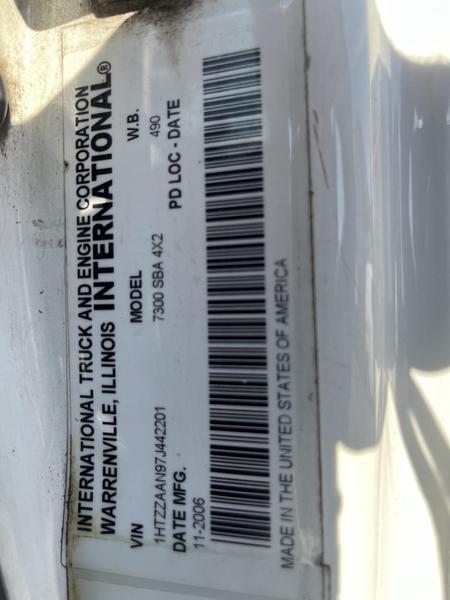 INTERNATIONAL TRUCK AND ENGINE CORPORATION
WARRENVILLE, ILLINOIS INTERNATIONAL®
VIN MODEL W.B.
1HTZZAAN97J442201 7300 SBA 4X2 490
DATE MFG. PD LOC - DATE
11-2006
MADE IN THE UNITED STATES OF AMERICA